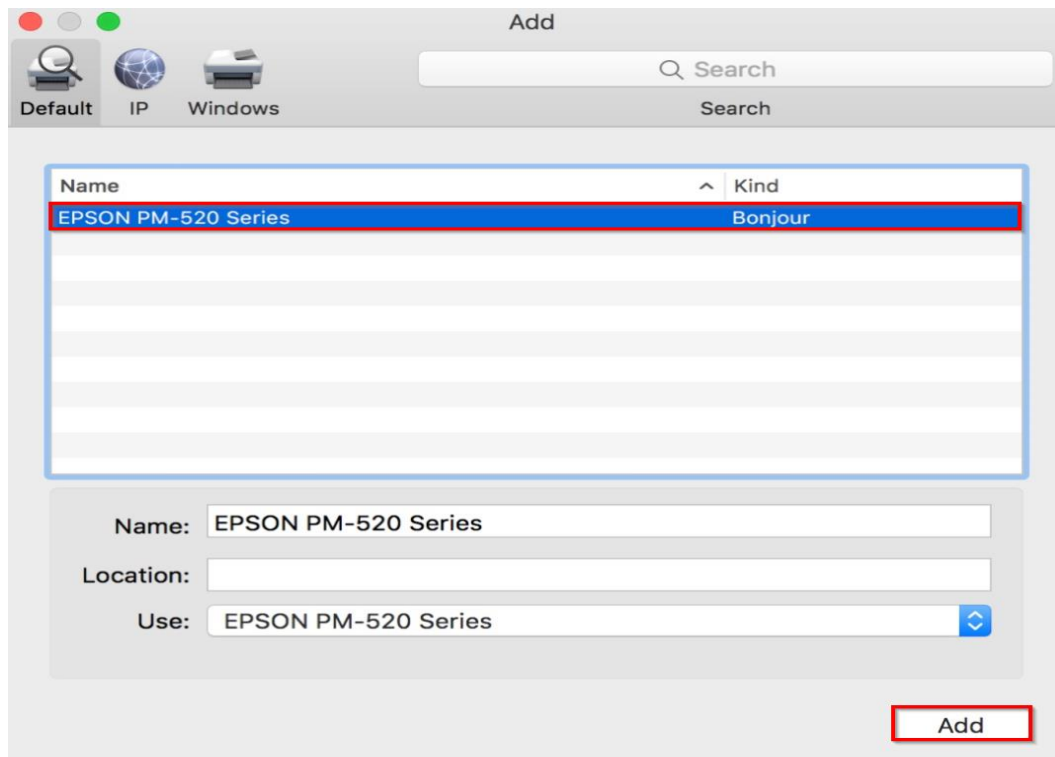 Add
Search
Default IP Windows Search
Name Kind
EPSON PM-520 Series Bonjour
Name: EPSON PM-520 Series
Location:
Use: EPSON PM-520 Series
Add